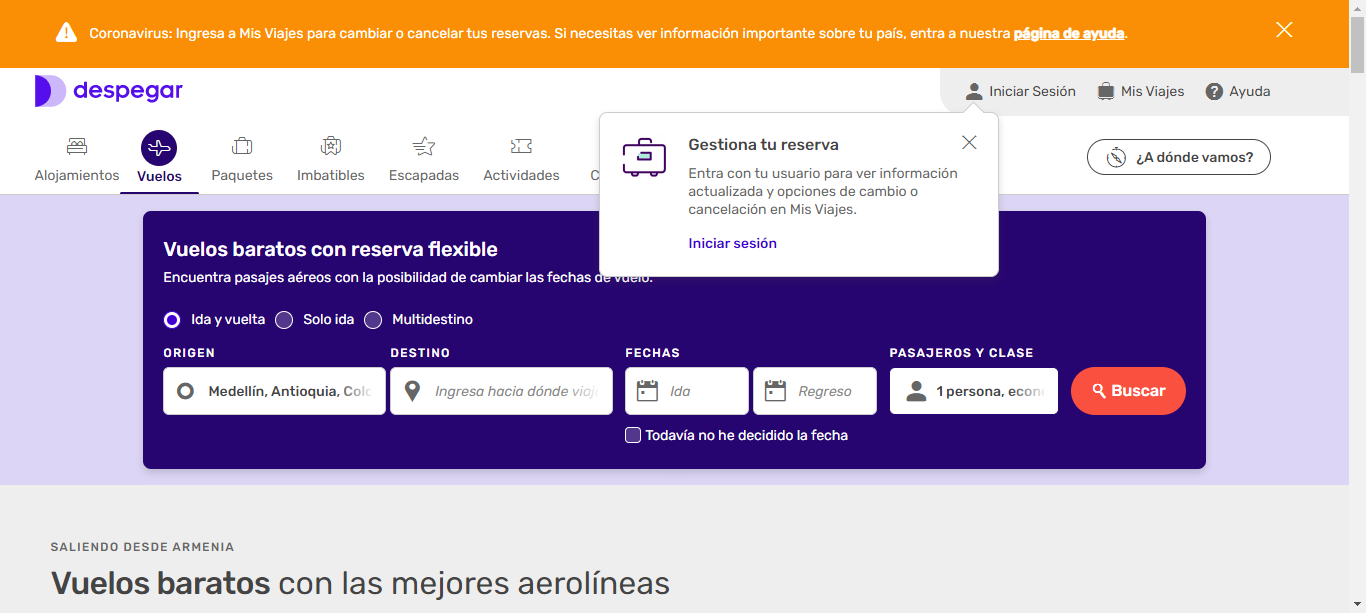 Coronavirus: Ingresa a Mis Viajes para cambiar o cancelar tus reservas. Si necesitas ver información importante sobre tu país, entra a nuestra página de ayuda.
despegar
Iniciar Sesión
Mis Viajes
Ayuda
Alojamientos
Vuelos
Paquetes
Imbatibles
Escapadas
Actividades
¿A dónde vamos?
Gestiona tu reserva
Entra con tu usuario para ver información
actualizada y opciones de cambio o
cancelación en Mis Viajes.
Iniciar sesión
Vuelos baratos con reserva flexible
Encuentra pasajes aéreos con la posibilidad de cambiar las fechas de vuelo.
Ida y vuelta
Solo ida
Multidestino
ORIGEN
DESTINO
FECHAS
PASAJEROS Y CLASE
Medellín, Antioquia, Colo
Ingresa hacia dónde viaj
Ida
Regreso
1 persona, econ
Buscar
Todavía no he decidido la fecha
SALIENDO DESDE ARMENIA
Vuelos baratos con las mejores aerolíneas